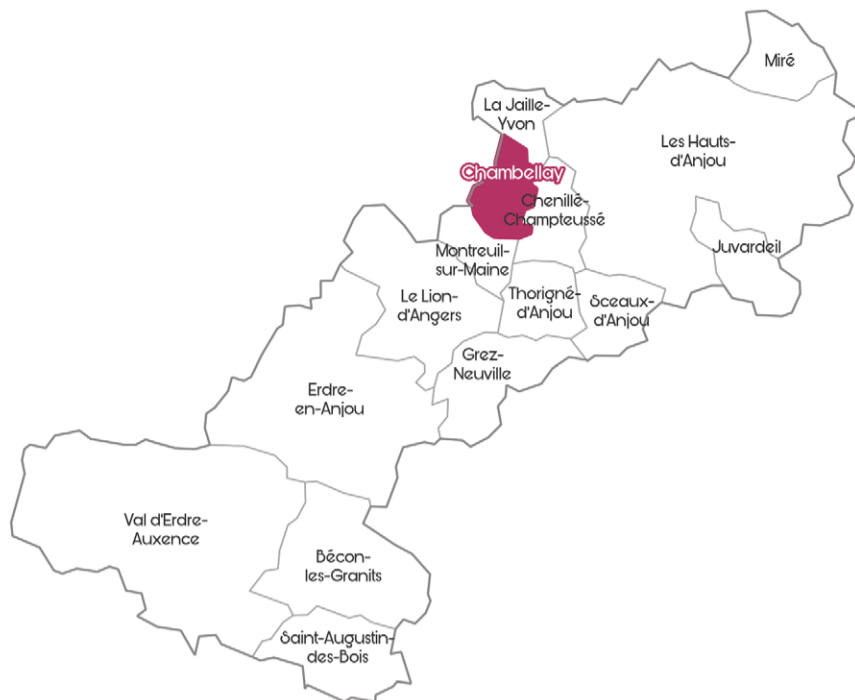 Miré
La Jaille-
Yvon
Les Hauts-
d'Anjou
Chambellay
Chenillé-
Champteussé
Juvardeil
Montreuil-
sur-Maine
Le Lion-
d'Angers
Thorigné-
d'Anjou
Sceaux-
d'Anjou
Grez-
Neuville
Erdre-
en-Anjou
Val d'Erdre-
Auxence
Bécon-
les-Granits
Saint-Augustin-
des-Bois